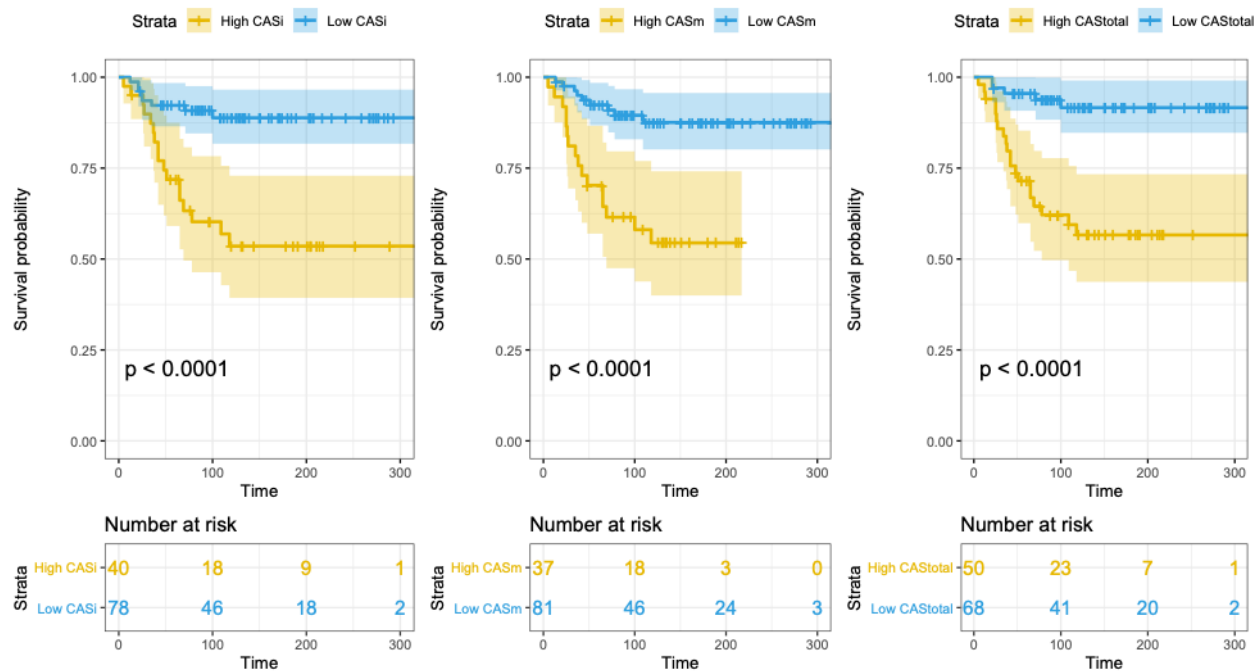 Strata High CASi Low CASi
1.00
0.75
0.50
0.25
0.00
Survival probability
p < 0.0001
0 100 200 300
Time
Number at risk
Strata
High CASi 40 18 9 1
Low CASi 78 46 18 2
0 100 200 300
Time
Strata High CASm Low CASm
1.00
0.75
0.50
0.25
0.00
Survival probability
p < 0.0001
0 100 200 300
Time
Number at risk
Strata
High CASm 37 18 3 0
Low CASm 81 46 24 3
0 100 200 300
Time
Strata High CAStotal Low CAStotal
1.00
0.75
0.50
0.25
0.00
Survival probability
p < 0.0001
0 100 200 300
Time
Number at risk
Strata
High CAStotal 50 23 7 1
Low CAStotal 68 41 20 2
0 100 200 300
Time